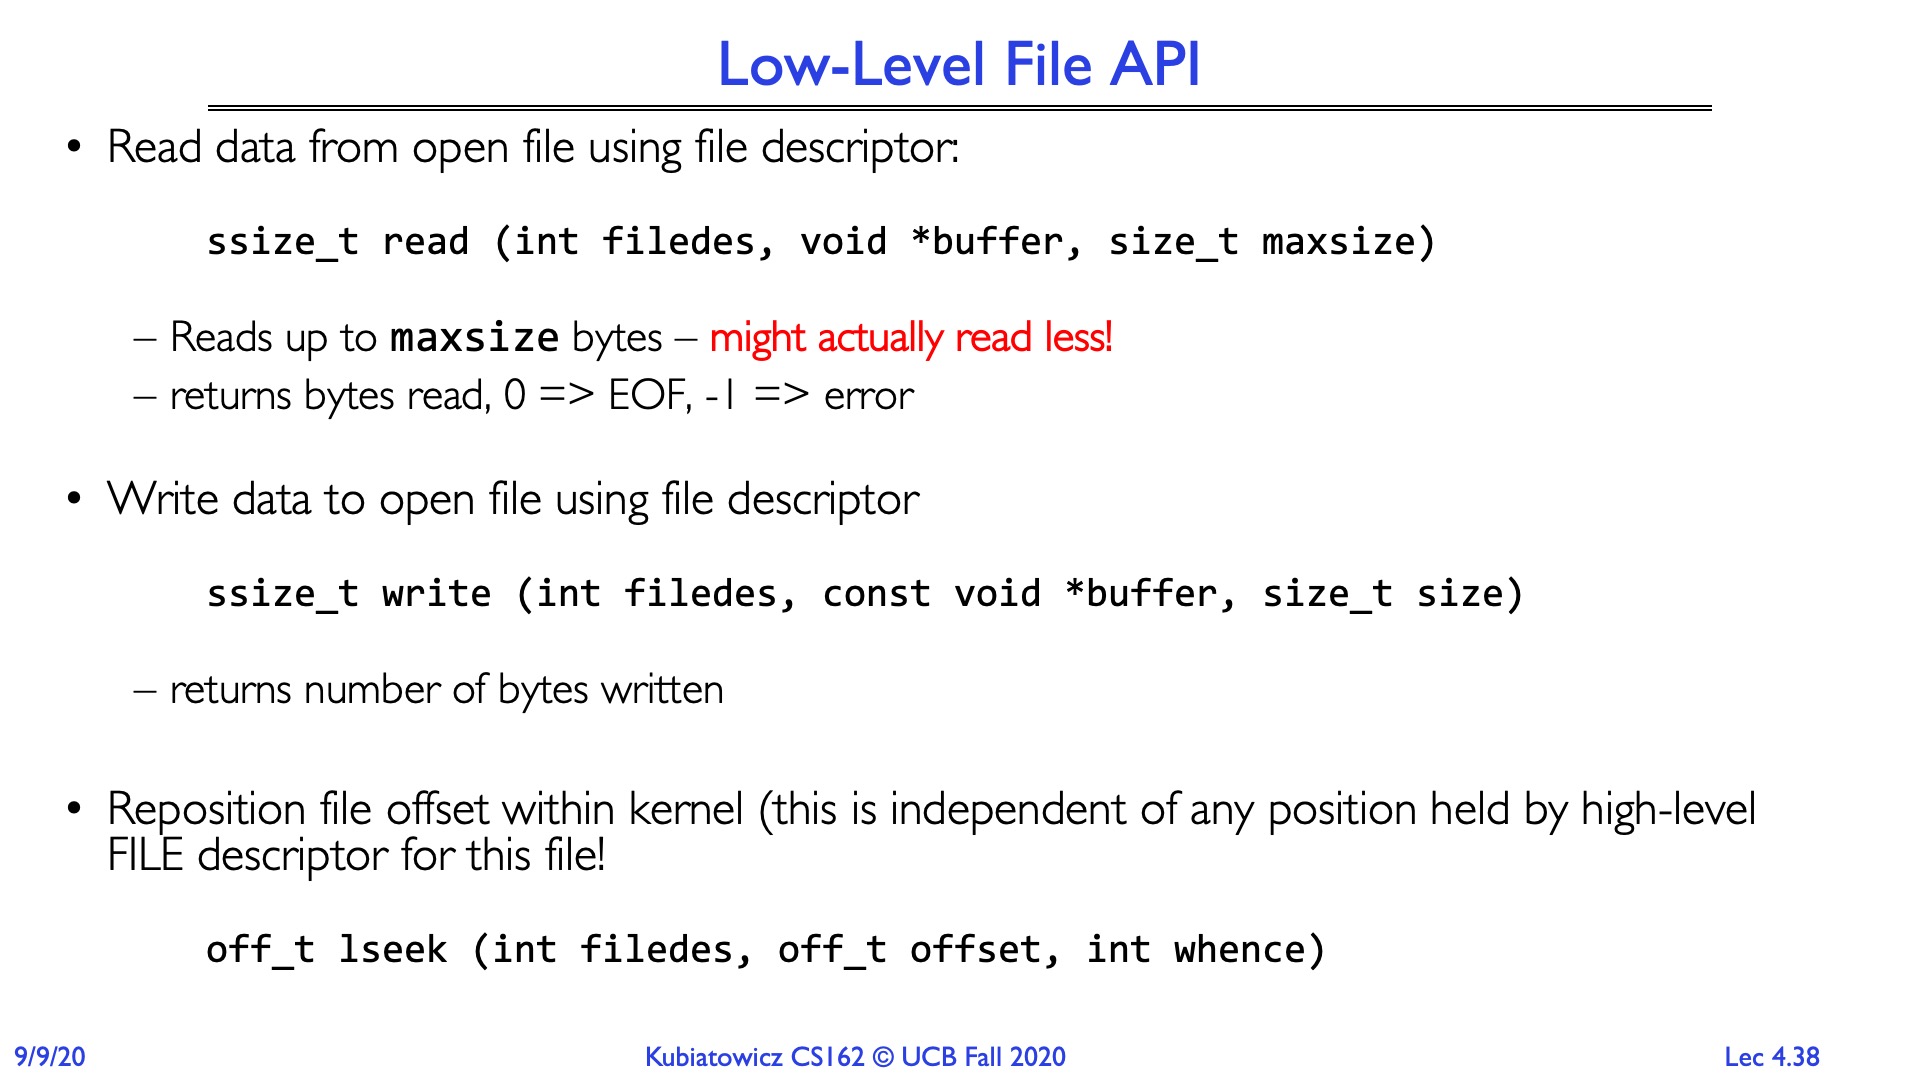 Low-Level File API
• Read data from open file using file descriptor:
ssize_t read (int filedes, void *buffer, size_t maxsize)
– Reads up to maxsize bytes – might actually read less!
– returns bytes read, 0 => EOF, -1 => error
• Write data to open file using file descriptor
ssize_t write (int filedes, const void *buffer, size_t size)
– returns number of bytes written
• Reposition file offset within kernel (this is independent of any position held by high-level
FILE descriptor for this file!
off_t lseek (int filedes, off_t offset, int whence)
9/9/20
Kubiatowicz CS162 © UCB Fall 2020
Lec 4.38